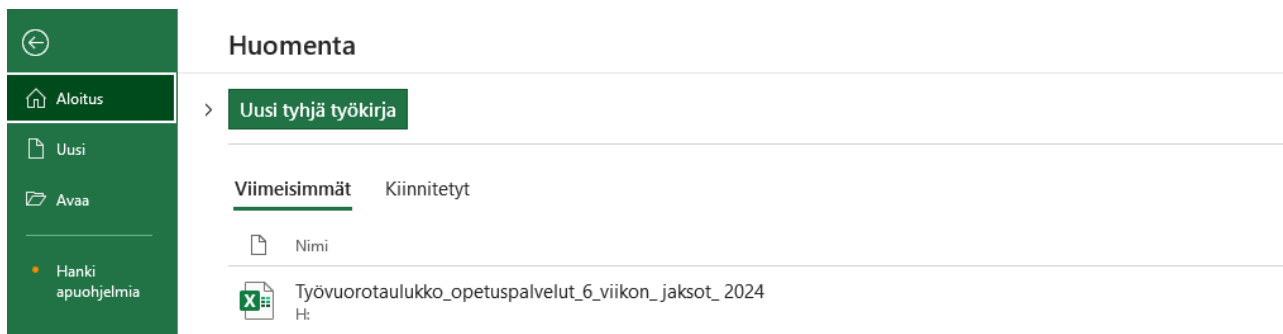 Huomenta
Aloitus
Uusi tyhjä työkirja
Uusi
Viimeisimmät Kiinnitetyt
Avaa
Nimi
Hanki
apuohjelmia
Työvuorotaulukko_opetuspalvelut_6_viikon_ jaksot_ 2024
H: